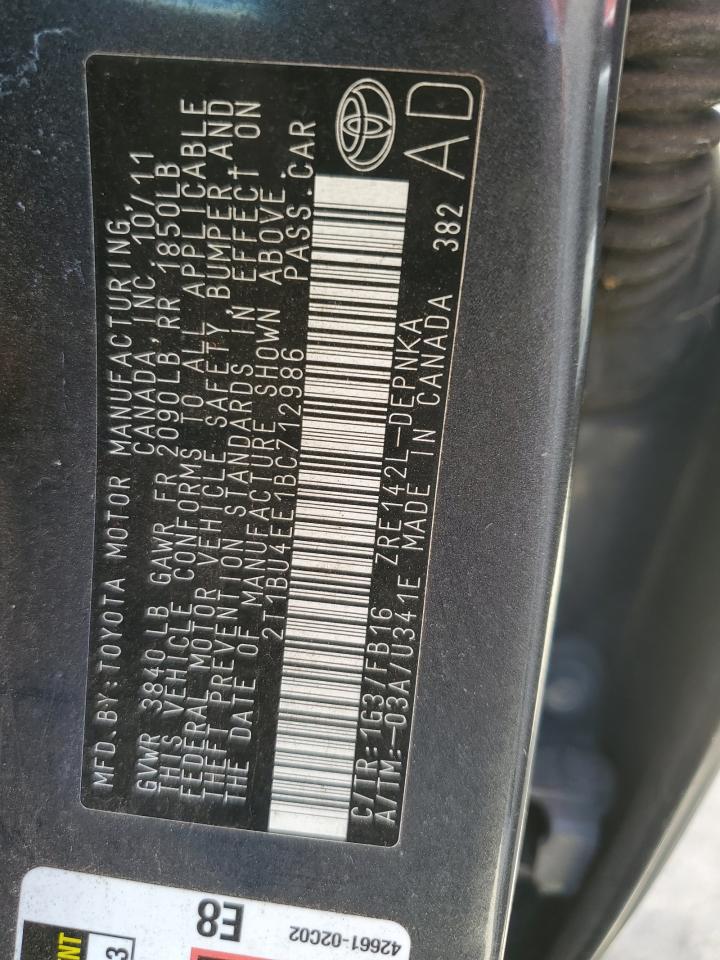 MFD.BY:TOYOTA MOTOR MANUFACTURING,
CANADA,INC. 10/11
GVWR 3840 LB GAWR FR 2090LB RR 1850LB
THIS VEHICLE CONFORMS TO ALL APPLICABLE
FEDERAL MOTOR VEHICLE SAFETY,BUMPER,AND
THEFT PREVENTION STANDARDS IN EFFECT ON
THE DATE OF MANUFACTURE SHOWN ABOVE.
2T1BU4EE1BC712986 PASS.CAR
C/TR:1G3/FB16 ZRE142L-DEPNKA
A/TM:-03A/U341E MADE IN CANADA 382
AD
E8
42661-02C02
3